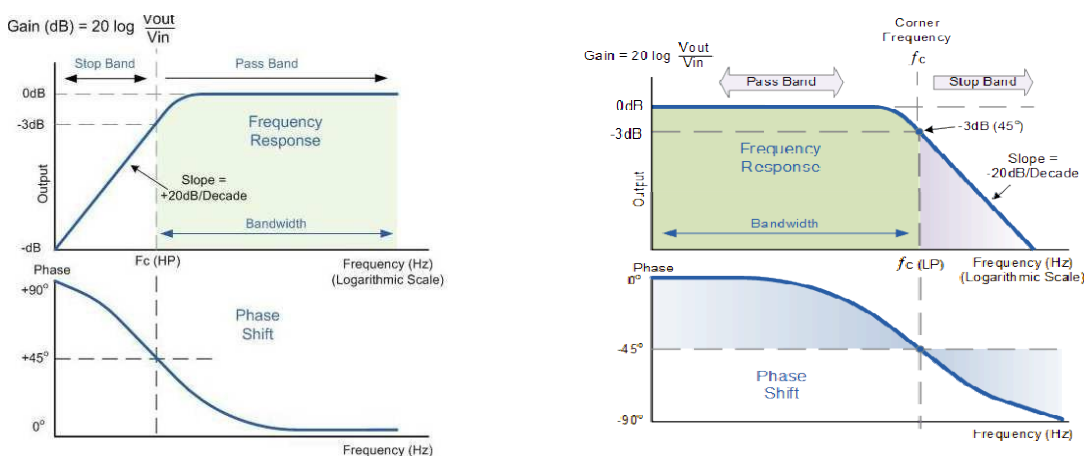 Gain (dB) = 20 log Vout
Vin
Stop Band
Pass Band
0dB
-3dB
Frequency
Response
Output
Slope =
+20dB/Decade
Bandwidth
-dB
Fc (HP)
Frequency (Hz)
(Logarithmic Scale)
Phase
+90°
Phase
Shift
+45°
0°
Frequency (Hz)
Corner
Frequency
fc
Gain = 20 log Vout
Vin
Pass Band
Stop Band
0dB
-3dB
-3dB (45°)
Frequency
Response
Output
Slope =
-20dB/Decade
Bandwidth
fc (LP)
Frequency (Hz)
(Logarithmic Scale)
Phase
0°
-45°
Phase
Shift
-90°
Frequency (Hz)